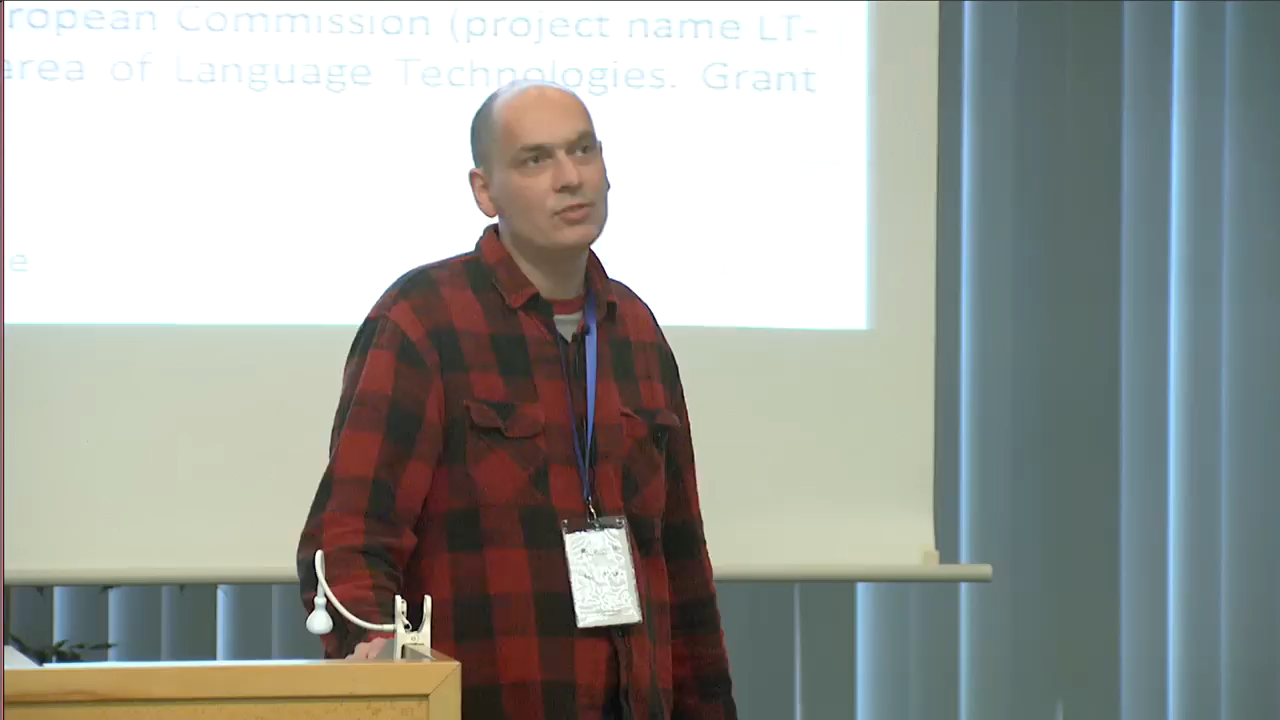 ropean Commission (project name LT-
area of Language Technologies. Grant
e